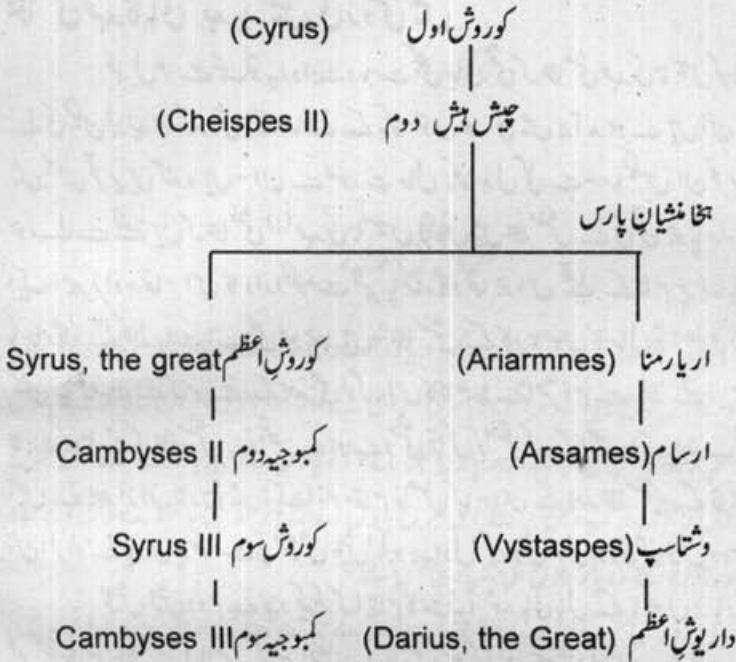 کوروش اول (Cyrus)
چیش ہیش دوم (Cheispes II)
ہخامنشیانِ پارس
اریارمنا (Ariarmnes) کوروشِ اعظم Syrus, the great
ارسام (Arsames) کمبوجیہ دوم Cambyses II
وشتاسپ (Vystaspes) کوروش سوم Syrus III
داریوشِ اعظم (Darius, the Great) کمبوجیہ سوم Cambyses III